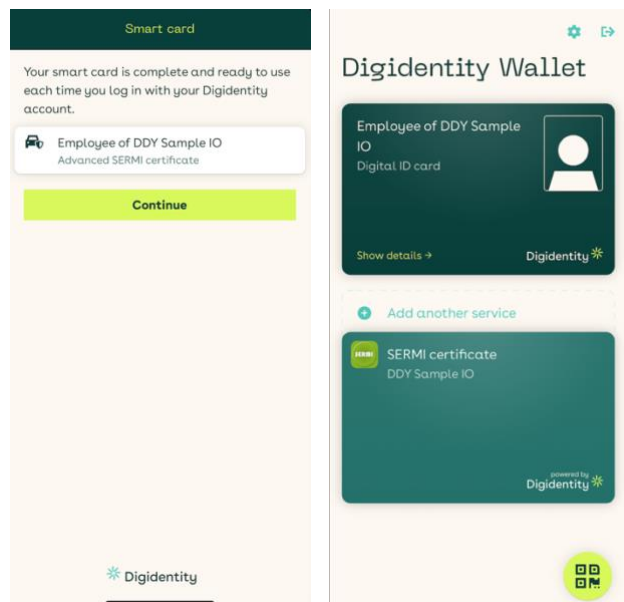 Smart card
Your smart card is complete and ready to use
each time you log in with your Digidentity
account.
Employee of DDY Sample IO
Advanced SERMI certificate
Continue
Digidentity
Digidentity Wallet
Employee of DDY Sample
IO
Digital ID card
Show details →
Digidentity
Add another service
SERMI
SERMI certificate
DDY Sample IO
powered by
Digidentity